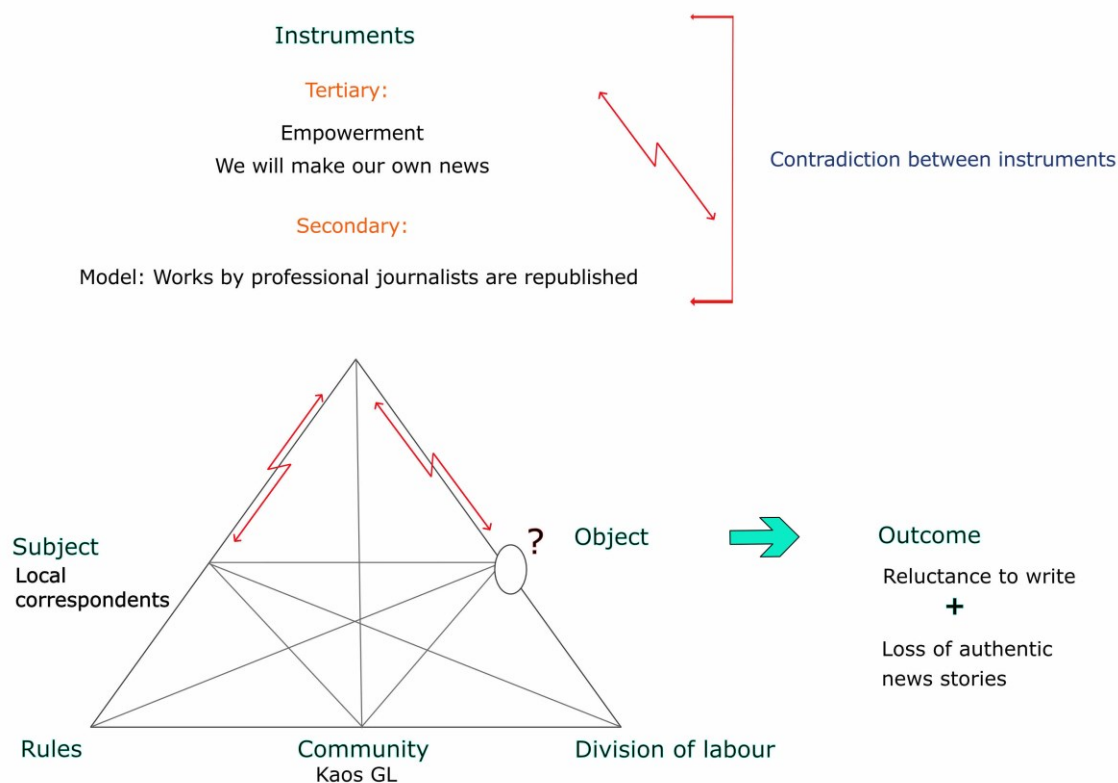 Instruments
Tertiary:
Empowerment
We will make our own news
Contradiction between instruments
Secondary:
Model: Works by professional journalists are republished
?
Subject
Local
correspondents
Object
Outcome
Reluctance to write
+
Loss of authentic
news stories
Rules
Community
Kaos GL
Division of labour